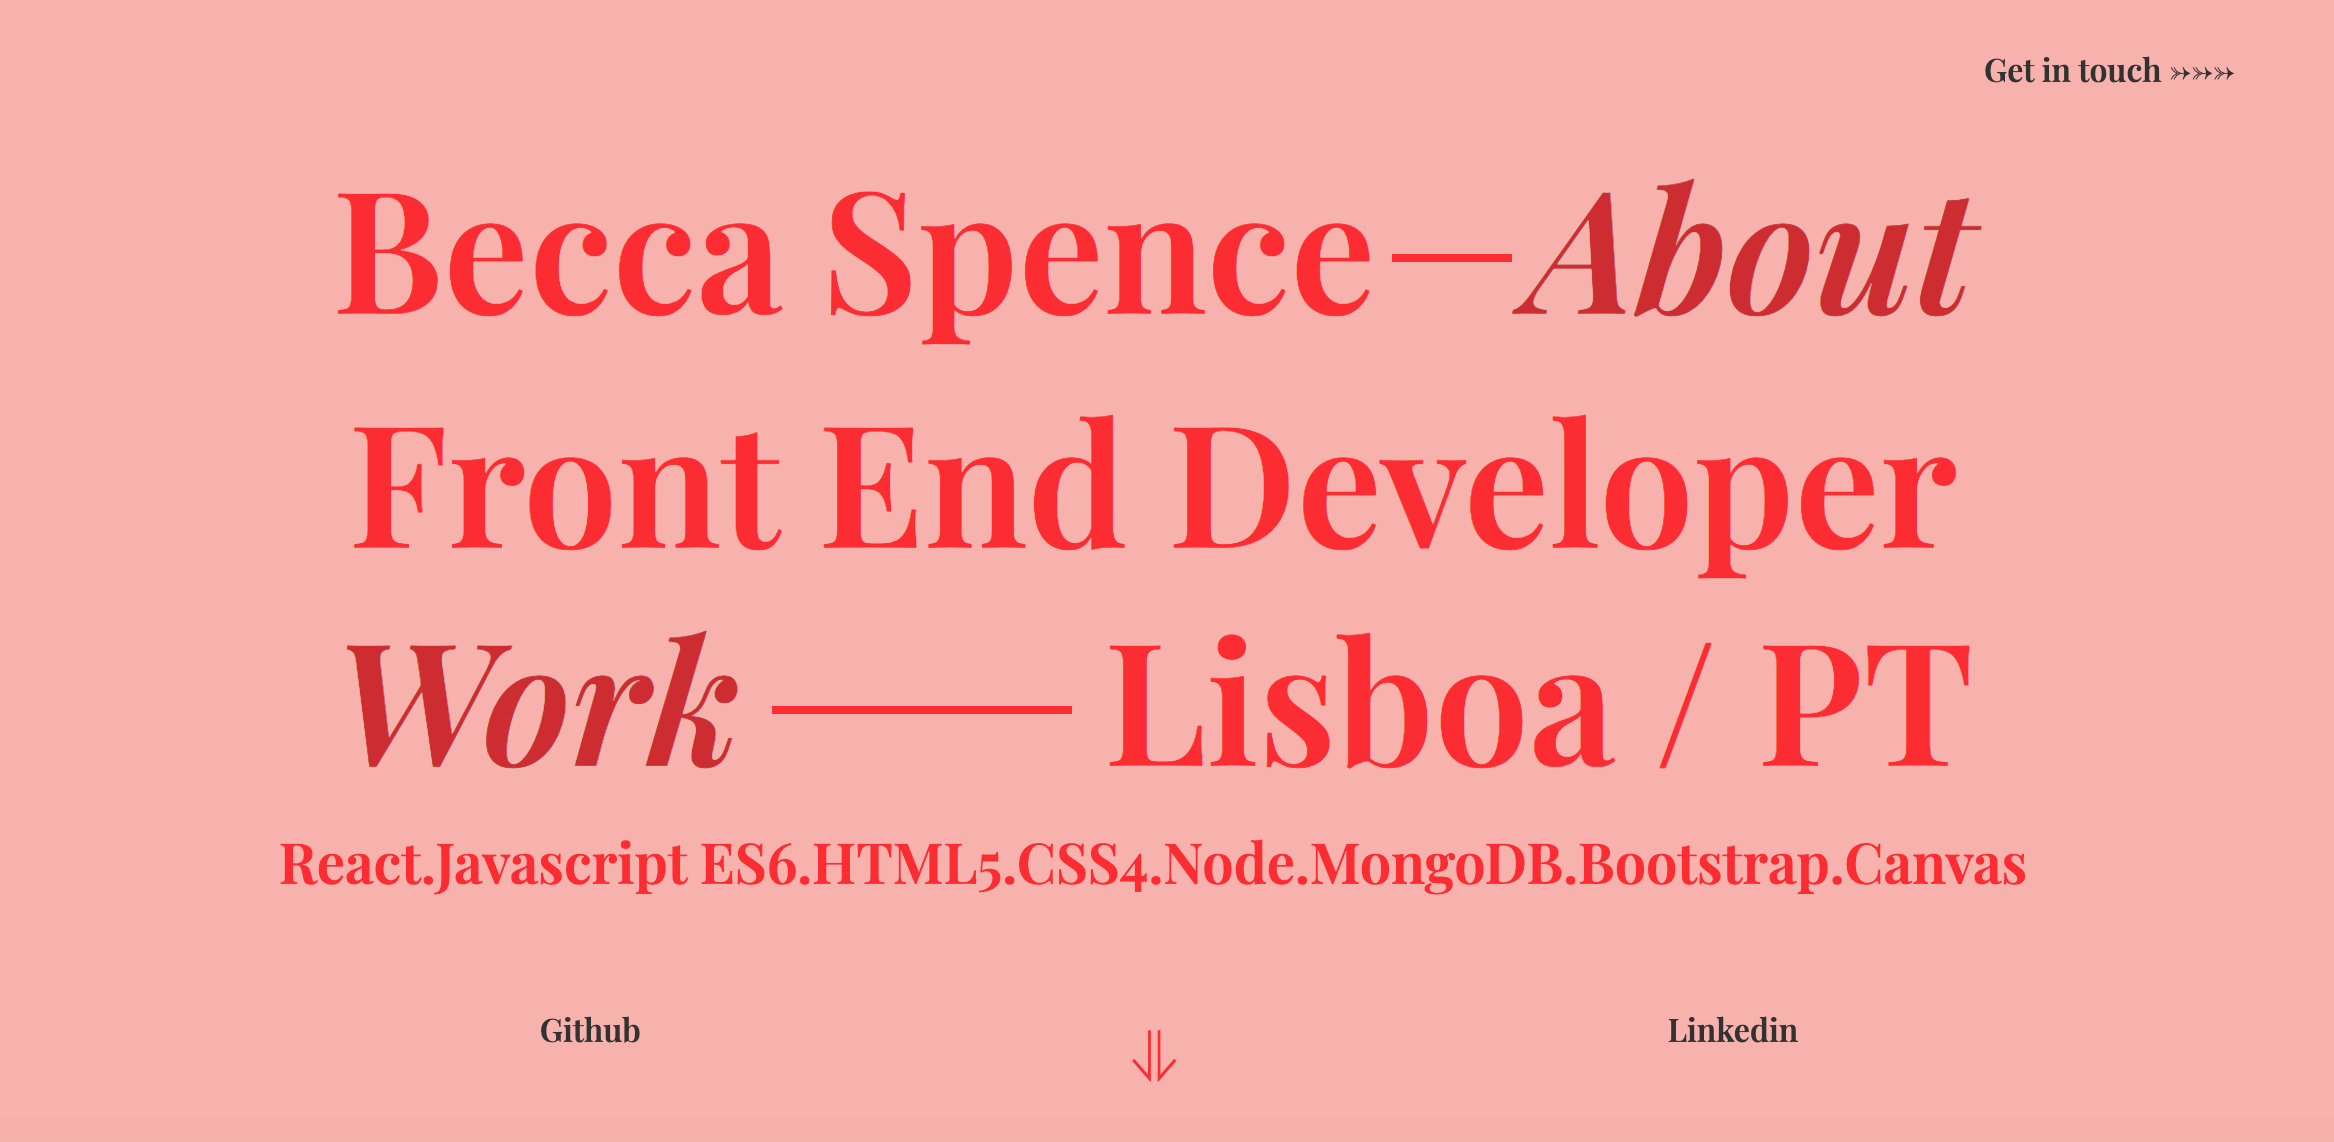 Get in touch
Becca Spence — About
Front End Developer
Work — Lisboa / PT
React.Javascript ES6.HTML5.CSS4.Node.MongoDB.Bootstrap.Canvas
Github
Linkedin